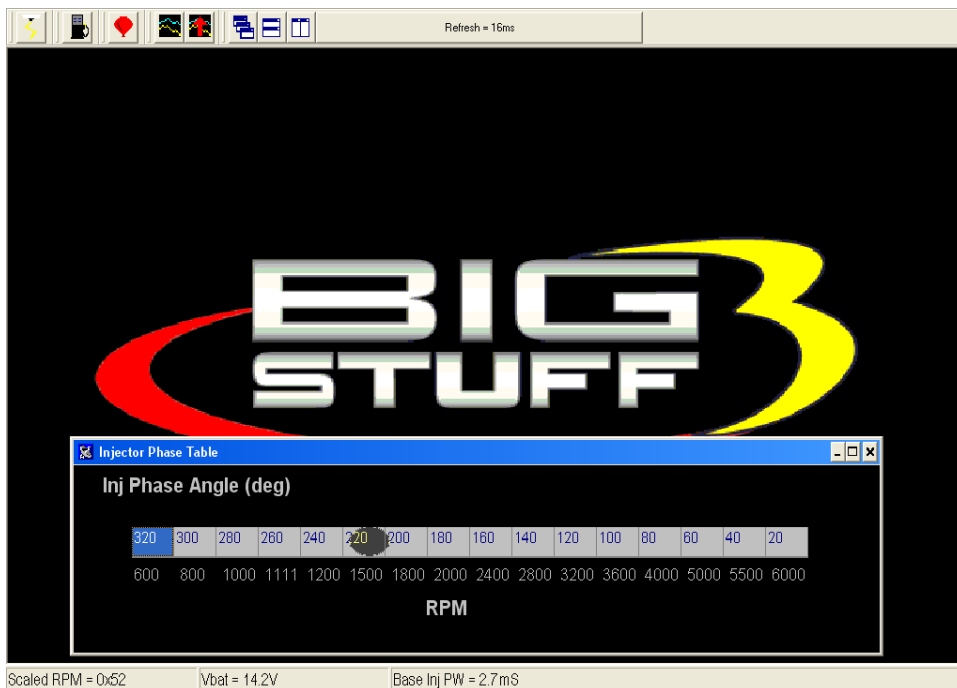 Refresh = 16ms
BIG 3
STUFF
Injector Phase Table
Inj Phase Angle (deg)
320 300 280 260 240 220 200 180 160 140 120 100 80 60 40 20
600 800 1000 1111 1200 1500 1800 2000 2400 2800 3200 3600 4000 5000 5500 6000
RPM
Scaled RPM = 0x52 Vbat = 14.2V Base Inj PW = 2.7mS